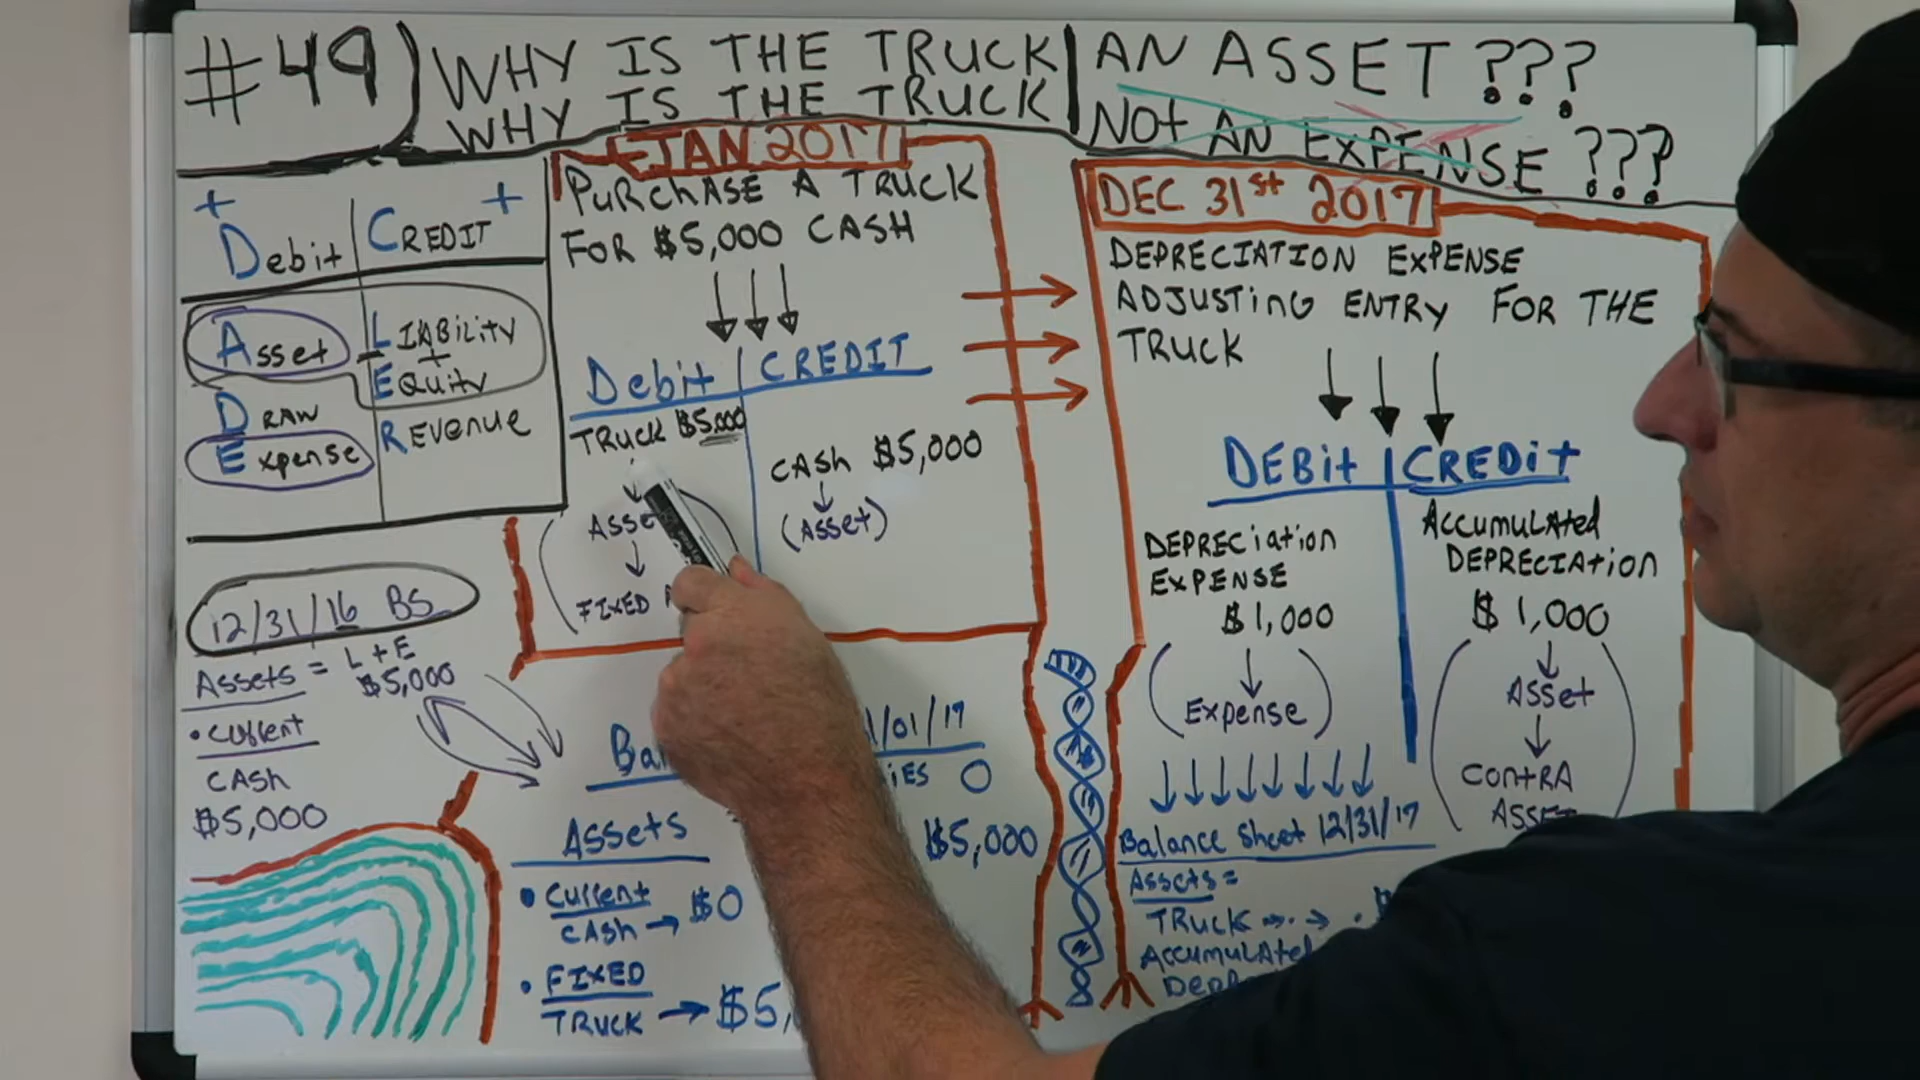 #49) WHY IS THE TRUCK | AN ASSET ???
WHY IS THE TRUCK | NOT AN EXPENSE ???
+ +
Debit CREDIT
Asset = LIABILITY
+
EQUITY
DRAW
REVENUE
Expense
JAN 2017
PURCHASE A TRUCK
FOR $5,000 CASH
Debit CREDIT
TRUCK $5,000
CASH $5,000
(ASSET)
FIXED
12/31/16 BS
ASSETS = L + E
$5,000
• CURRENT
CASH
$5,000
1/01/17
0
ASSETS
$5,000
• CURRENT
CASH → $0
• FIXED
TRUCK → $5,
DEC 31st 2017
DEPRECIATION EXPENSE
ADJUSTING ENTRY FOR THE
TRUCK
DEBIT CREDIT
DEPRECIATION
EXPENSE
$1,000
(Expense)
ACCUMULATED
DEPRECIATION
$1,000
ASSET
CONTRA
Balance Sheet 12/31/17
ASSETS =
TRUCK
ACCUMULATED